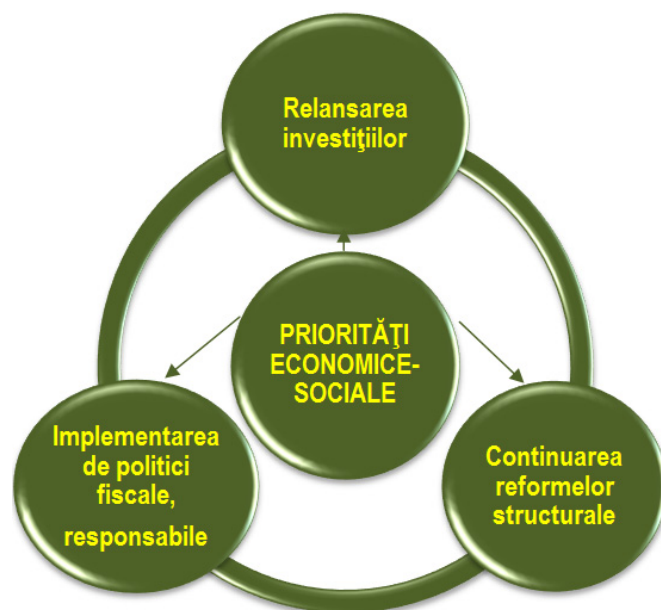 Relansarea
investiţiilor
PRIORITĂŢI
ECONOMICE-
SOCIALE
Implementarea
de politici
fiscale,
responsabile
Continuarea
reformelor
structurale